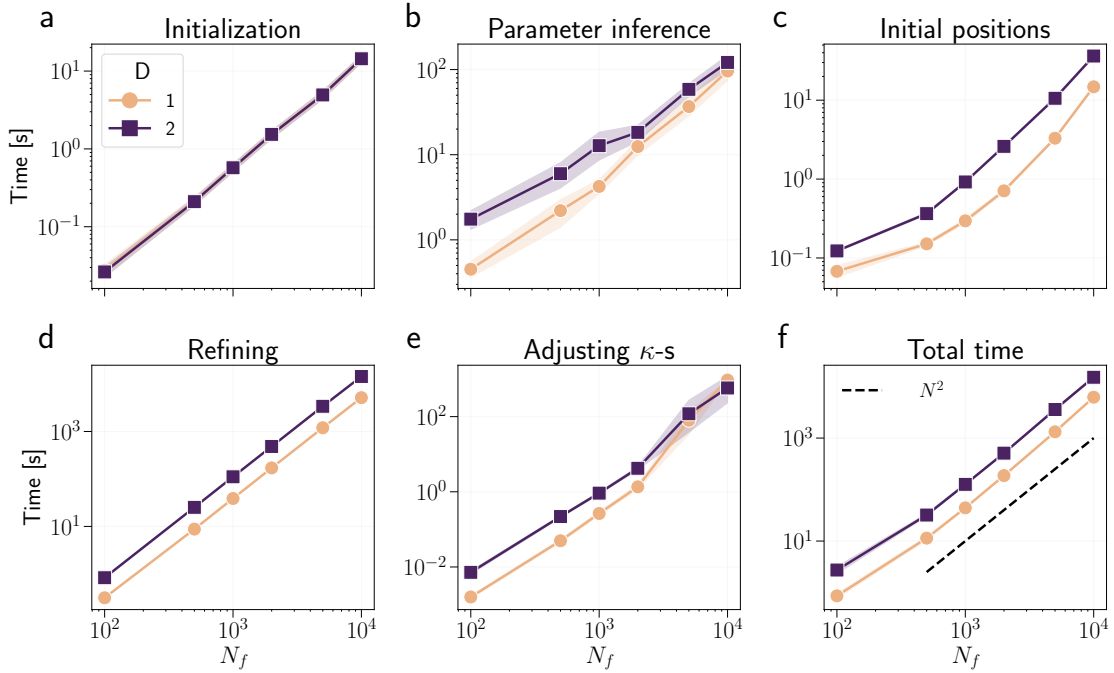 a
Initialization
Time [s]
10^1
10^0
10^{-1}
D
1
2
b
Parameter inference
10^2
10^1
10^0
c
Initial positions
10^1
10^0
10^{-1}
d
Refining
Time [s]
10^3
10^1
10^2
10^3
10^4
N_f
e
Adjusting κ-s
10^2
10^0
10^{-2}
10^2
10^3
10^4
N_f
f
Total time
N^2
10^3
10^1
10^2
10^3
10^4
N_f